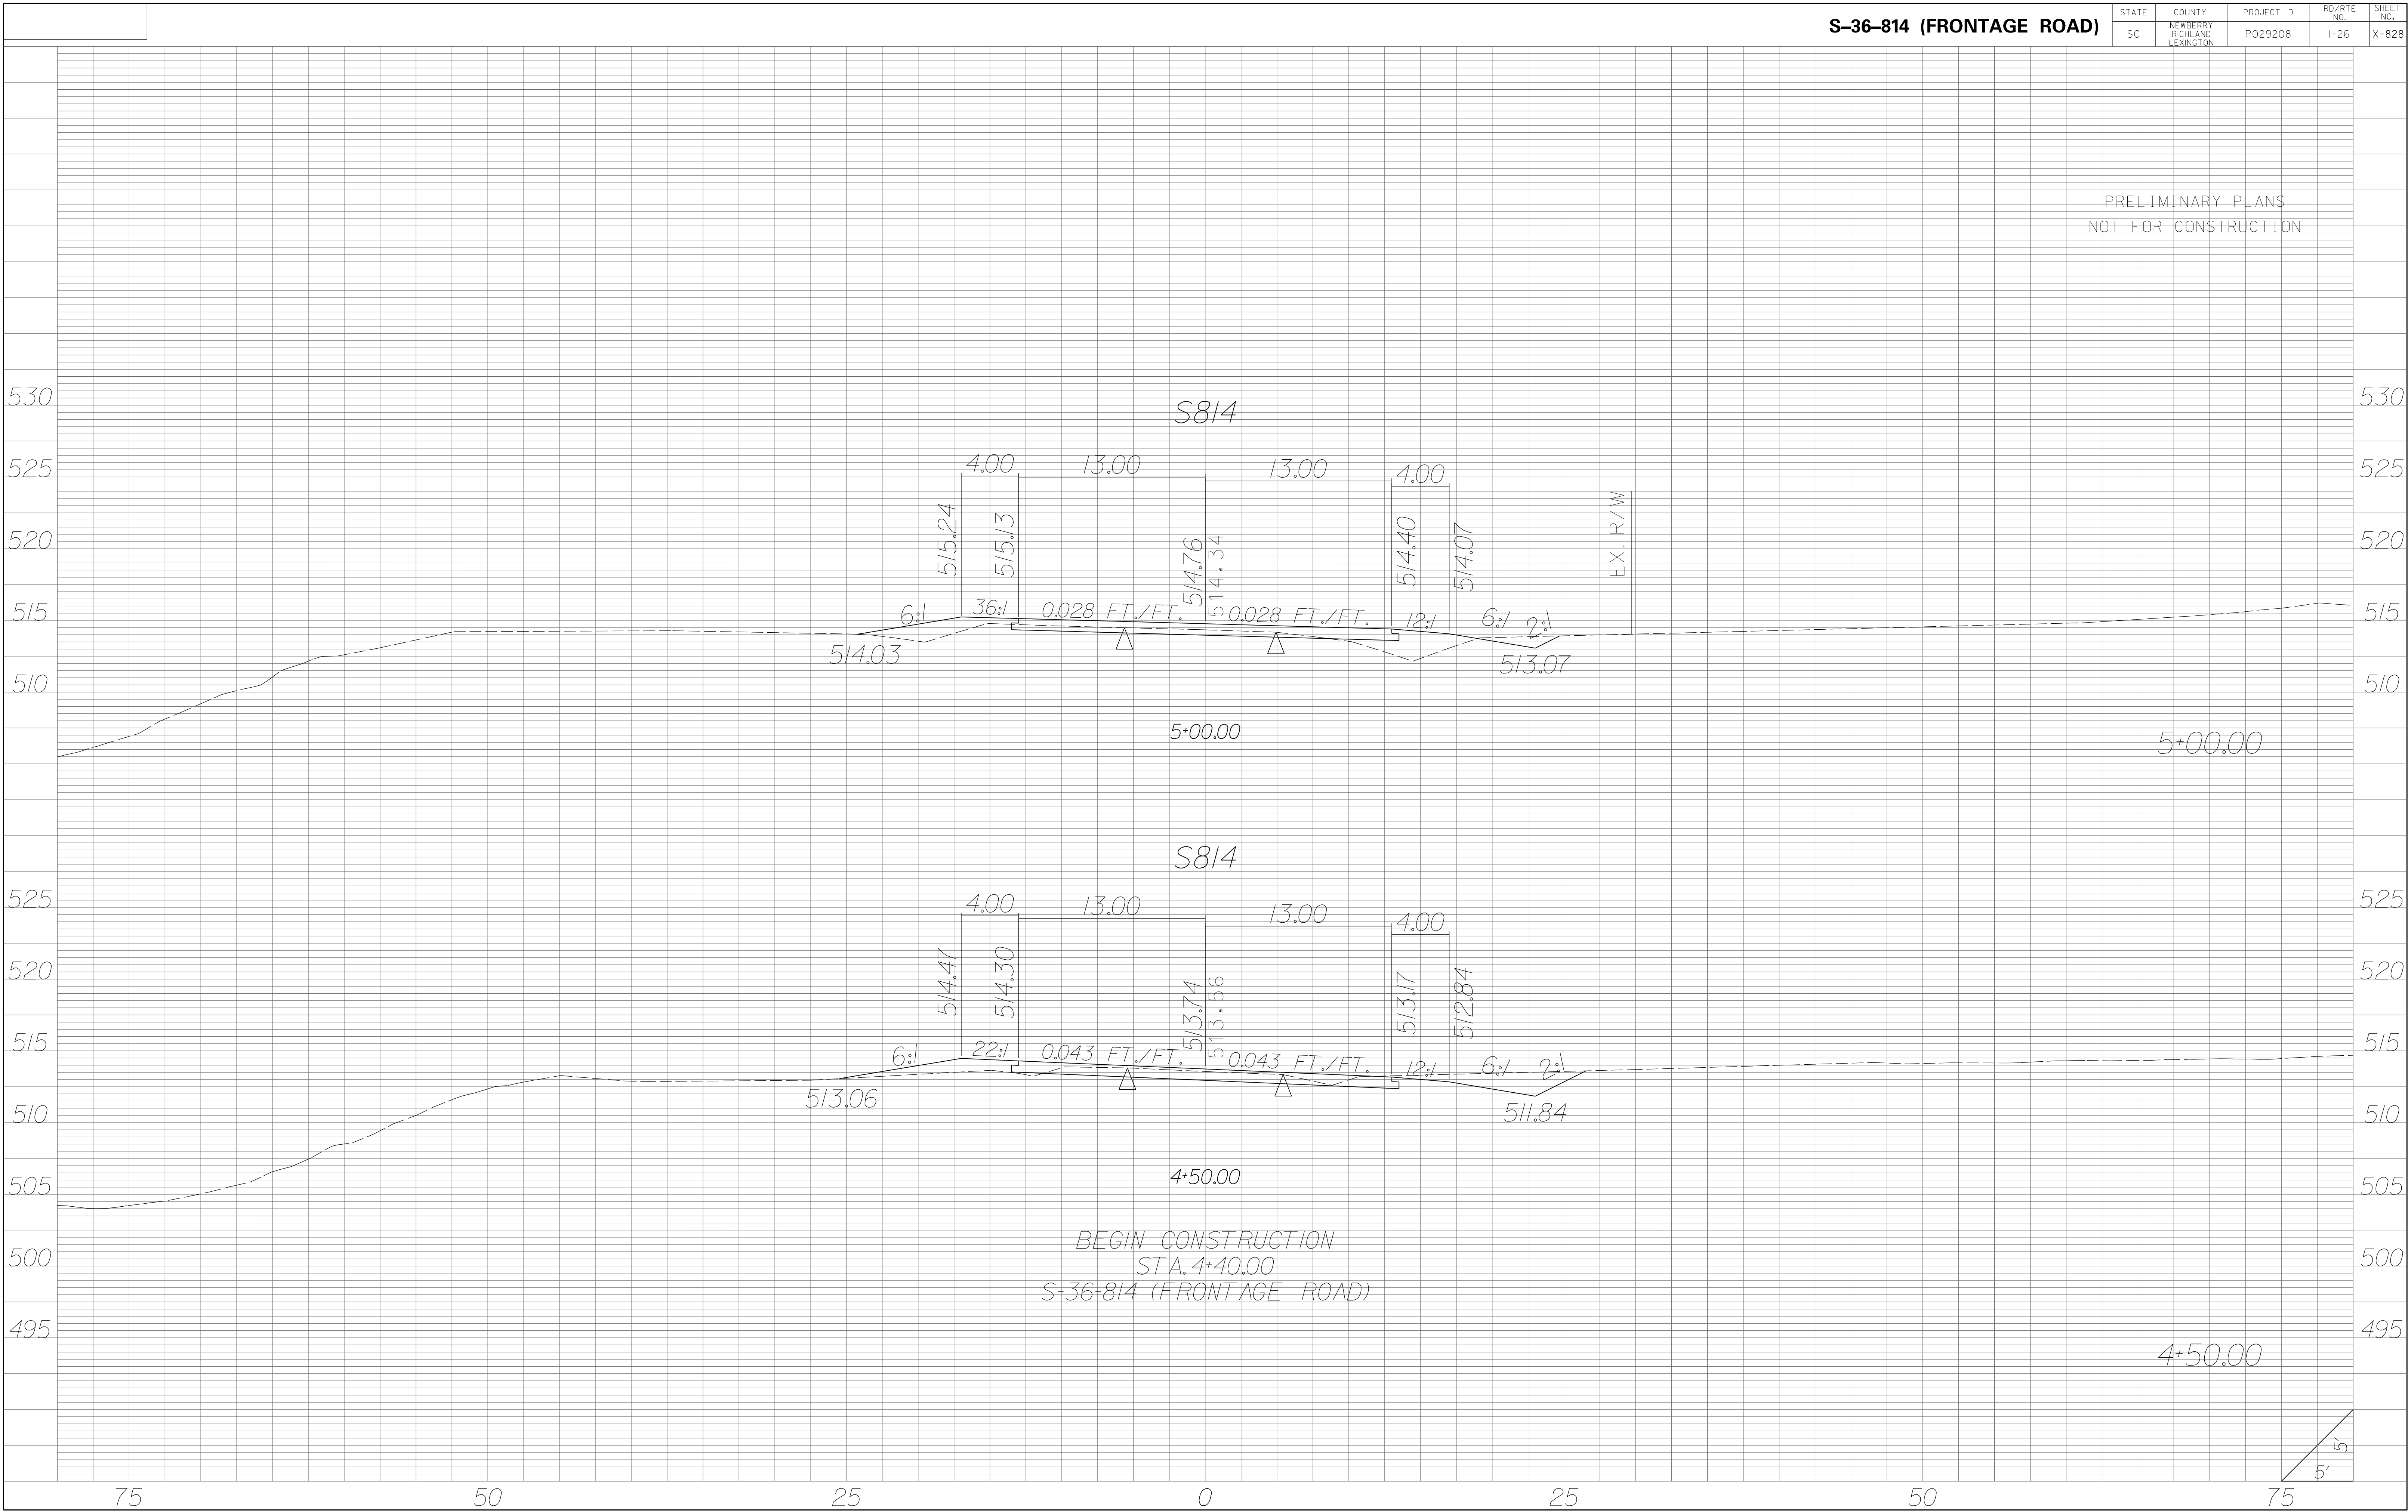 S-36-814 (FRONTAGE ROAD)
STATE COUNTY PROJECT ID RD/RTE NO. SHEET NO.
SC NEWBERRY RICHLAND LEXINGTON P029208 I-26 X-828
PRELIMINARY PLANS
NOT FOR CONSTRUCTION
530 530
S814
525 4.00 13.00 13.00 4.00 525
515.24 515.13 514.76 514.34 514.40 514.07 EX. R/W
520 520
515 6:1 36:1 0.028 FT./FT. 0.028 FT./FT. 12:1 6:1 2:1 515
514.03 513.07
510 510
5+00.00 5+00.00
S814
525 4.00 13.00 13.00 4.00 525
514.47 514.30 513.74 513.56 513.17 512.84
520 520
515 6:1 22:1 0.043 FT./FT. 0.043 FT./FT. 12:1 6:1 2:1 515
513.06 511.84
510 510
4+50.00
505 505
BEGIN CONSTRUCTION
500 STA. 4+40.00 500
S-36-814 (FRONTAGE ROAD)
495 495
4+50.00
5'
5'
75 50 25 0 25 50 75